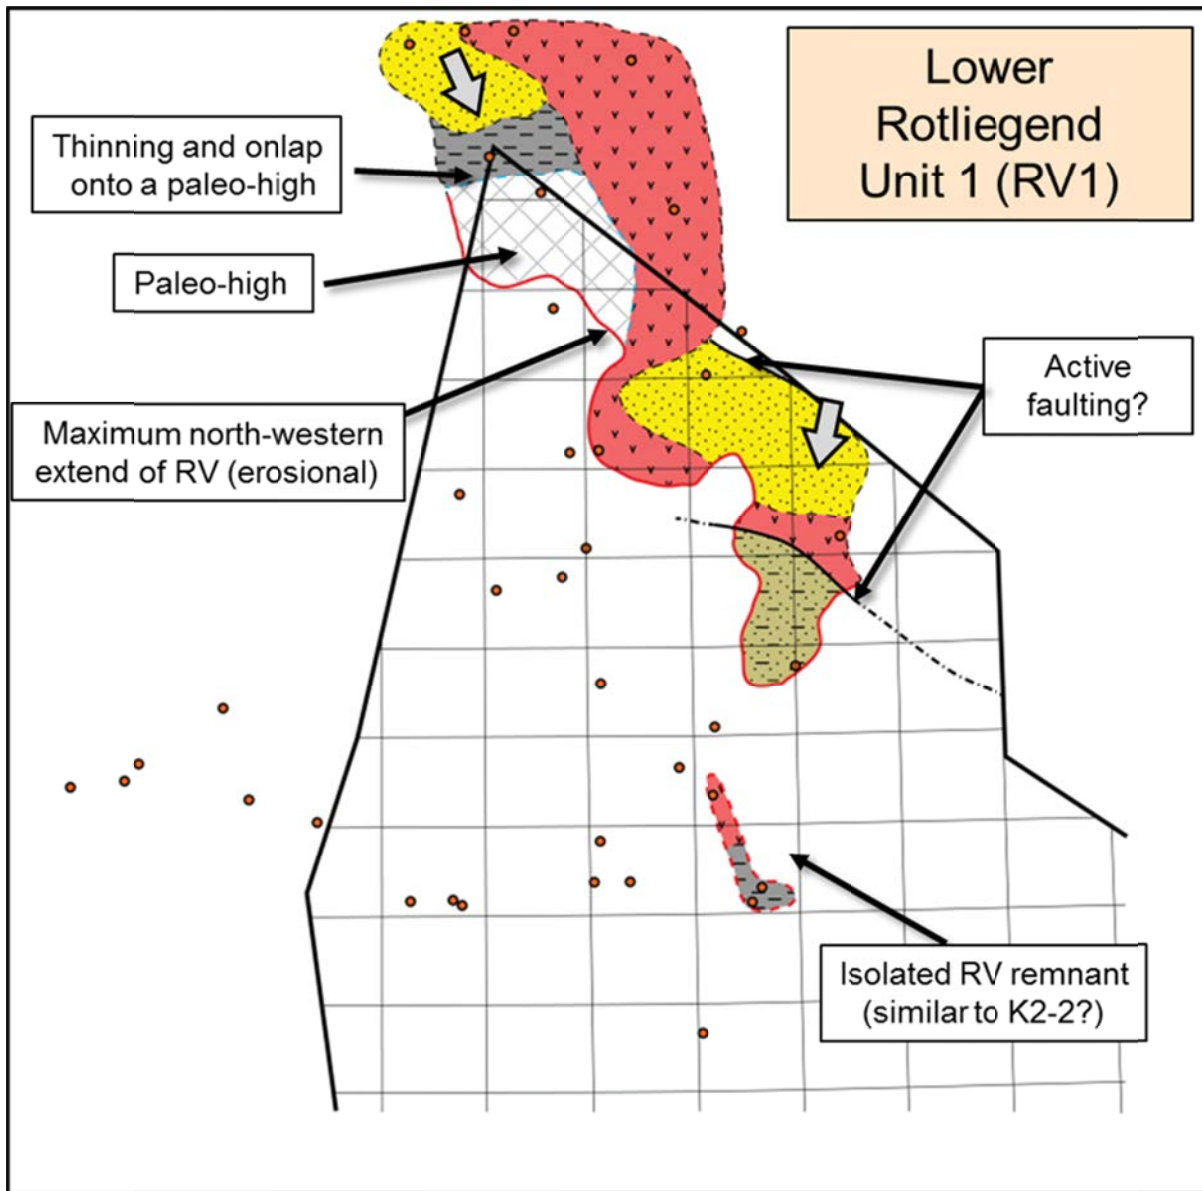 Lower
Rotliegend
Unit 1 (RV1)
Thinning and onlap
onto a paleo-high
Paleo-high
Maximum north-western
extend of RV (erosional)
Active
faulting?
Isolated RV remnant
(similar to K2-2?)